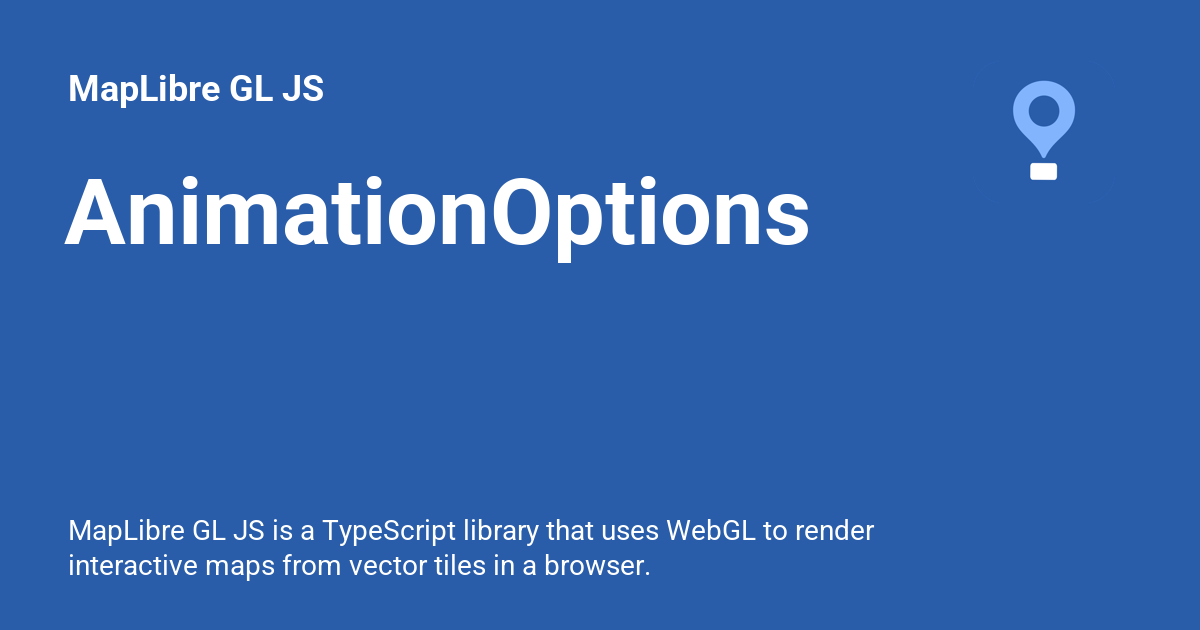 MapLibre GL JS
AnimationOptions
MapLibre GL JS is a TypeScript library that uses WebGL to render
interactive maps from vector tiles in a browser.